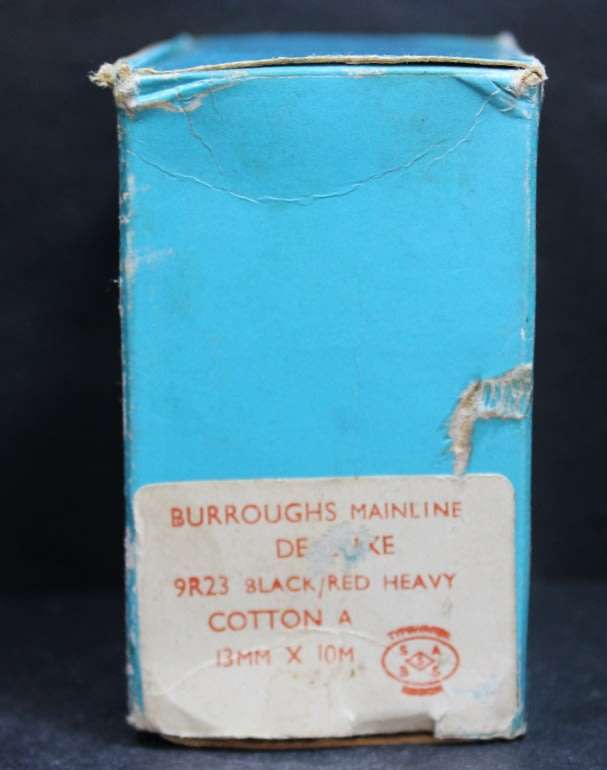 BURROUGHS MAINLINE
9R23 BLACK/RED HEAVY
COTTON A
13MM X 10M
S A
B S